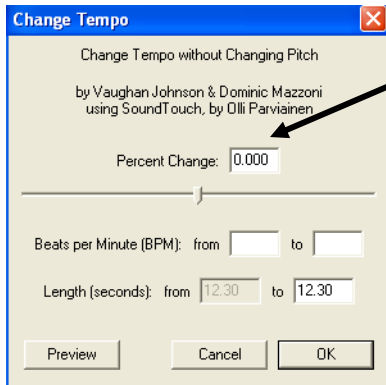 Change Tempo
Change Tempo without Changing Pitch
by Vaughan Johnson & Dominic Mazzoni
using SoundTouch, by Olli Parviainen
Percent Change: 0.000
Beats per Minute (BPM): from to
Length (seconds): from 12.30 to 12.30
Preview Cancel OK